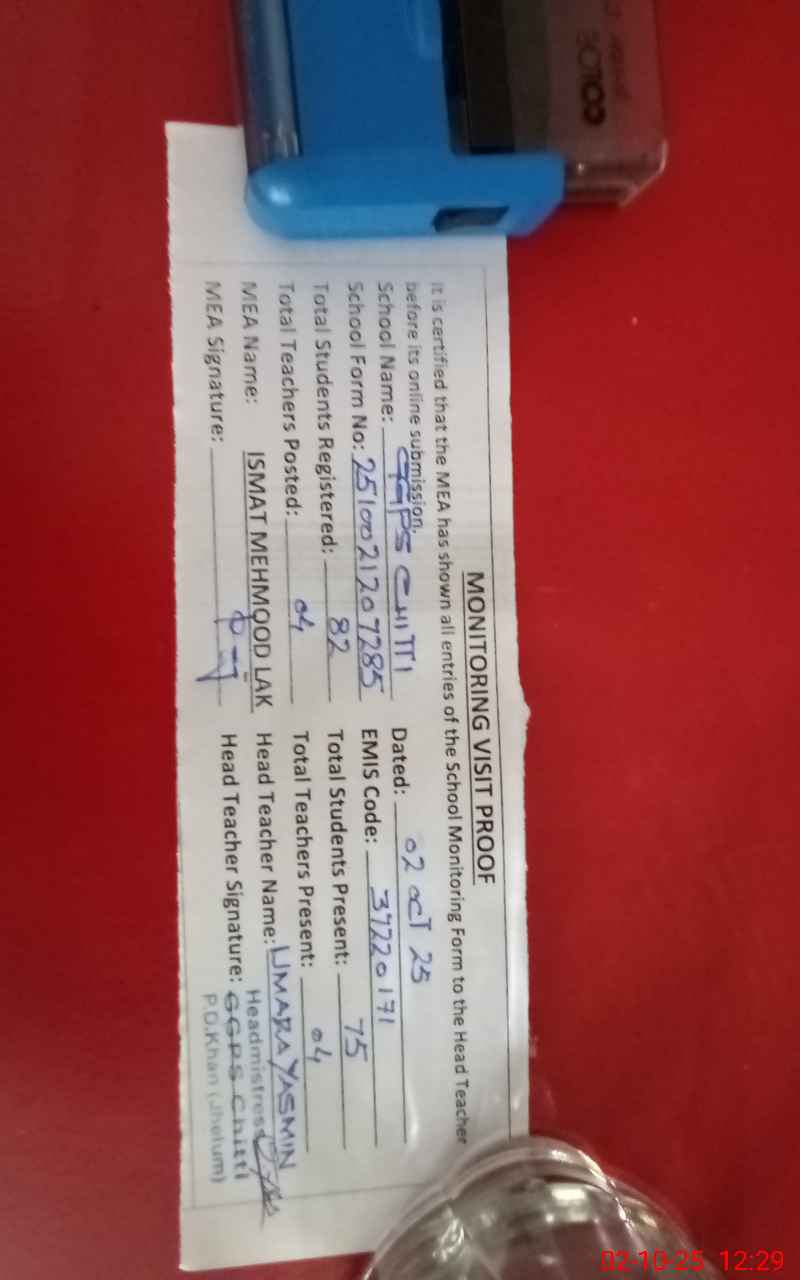 COLOP
MONITORING VISIT PROOF
It is certified that the MEA has shown all entries of the School Monitoring Form to the Head Teacher
before its online submission.
School Name: GGPS CHITTI Dated: 02 OCT 25
School Form No: 2510021207285 EMIS Code: 37220171
Total Students Registered: 82 Total Students Present: 75
Total Teachers Posted: 04 Total Teachers Present: 04
MEA Name: ISMAT MEHMOOD LAK Head Teacher Name: UMARA YASMIN
MEA Signature: Head Teacher Signature:
Headmistress
GGPS Chitti
P.D.Khan (Jhelum)
02-10-25 12:29